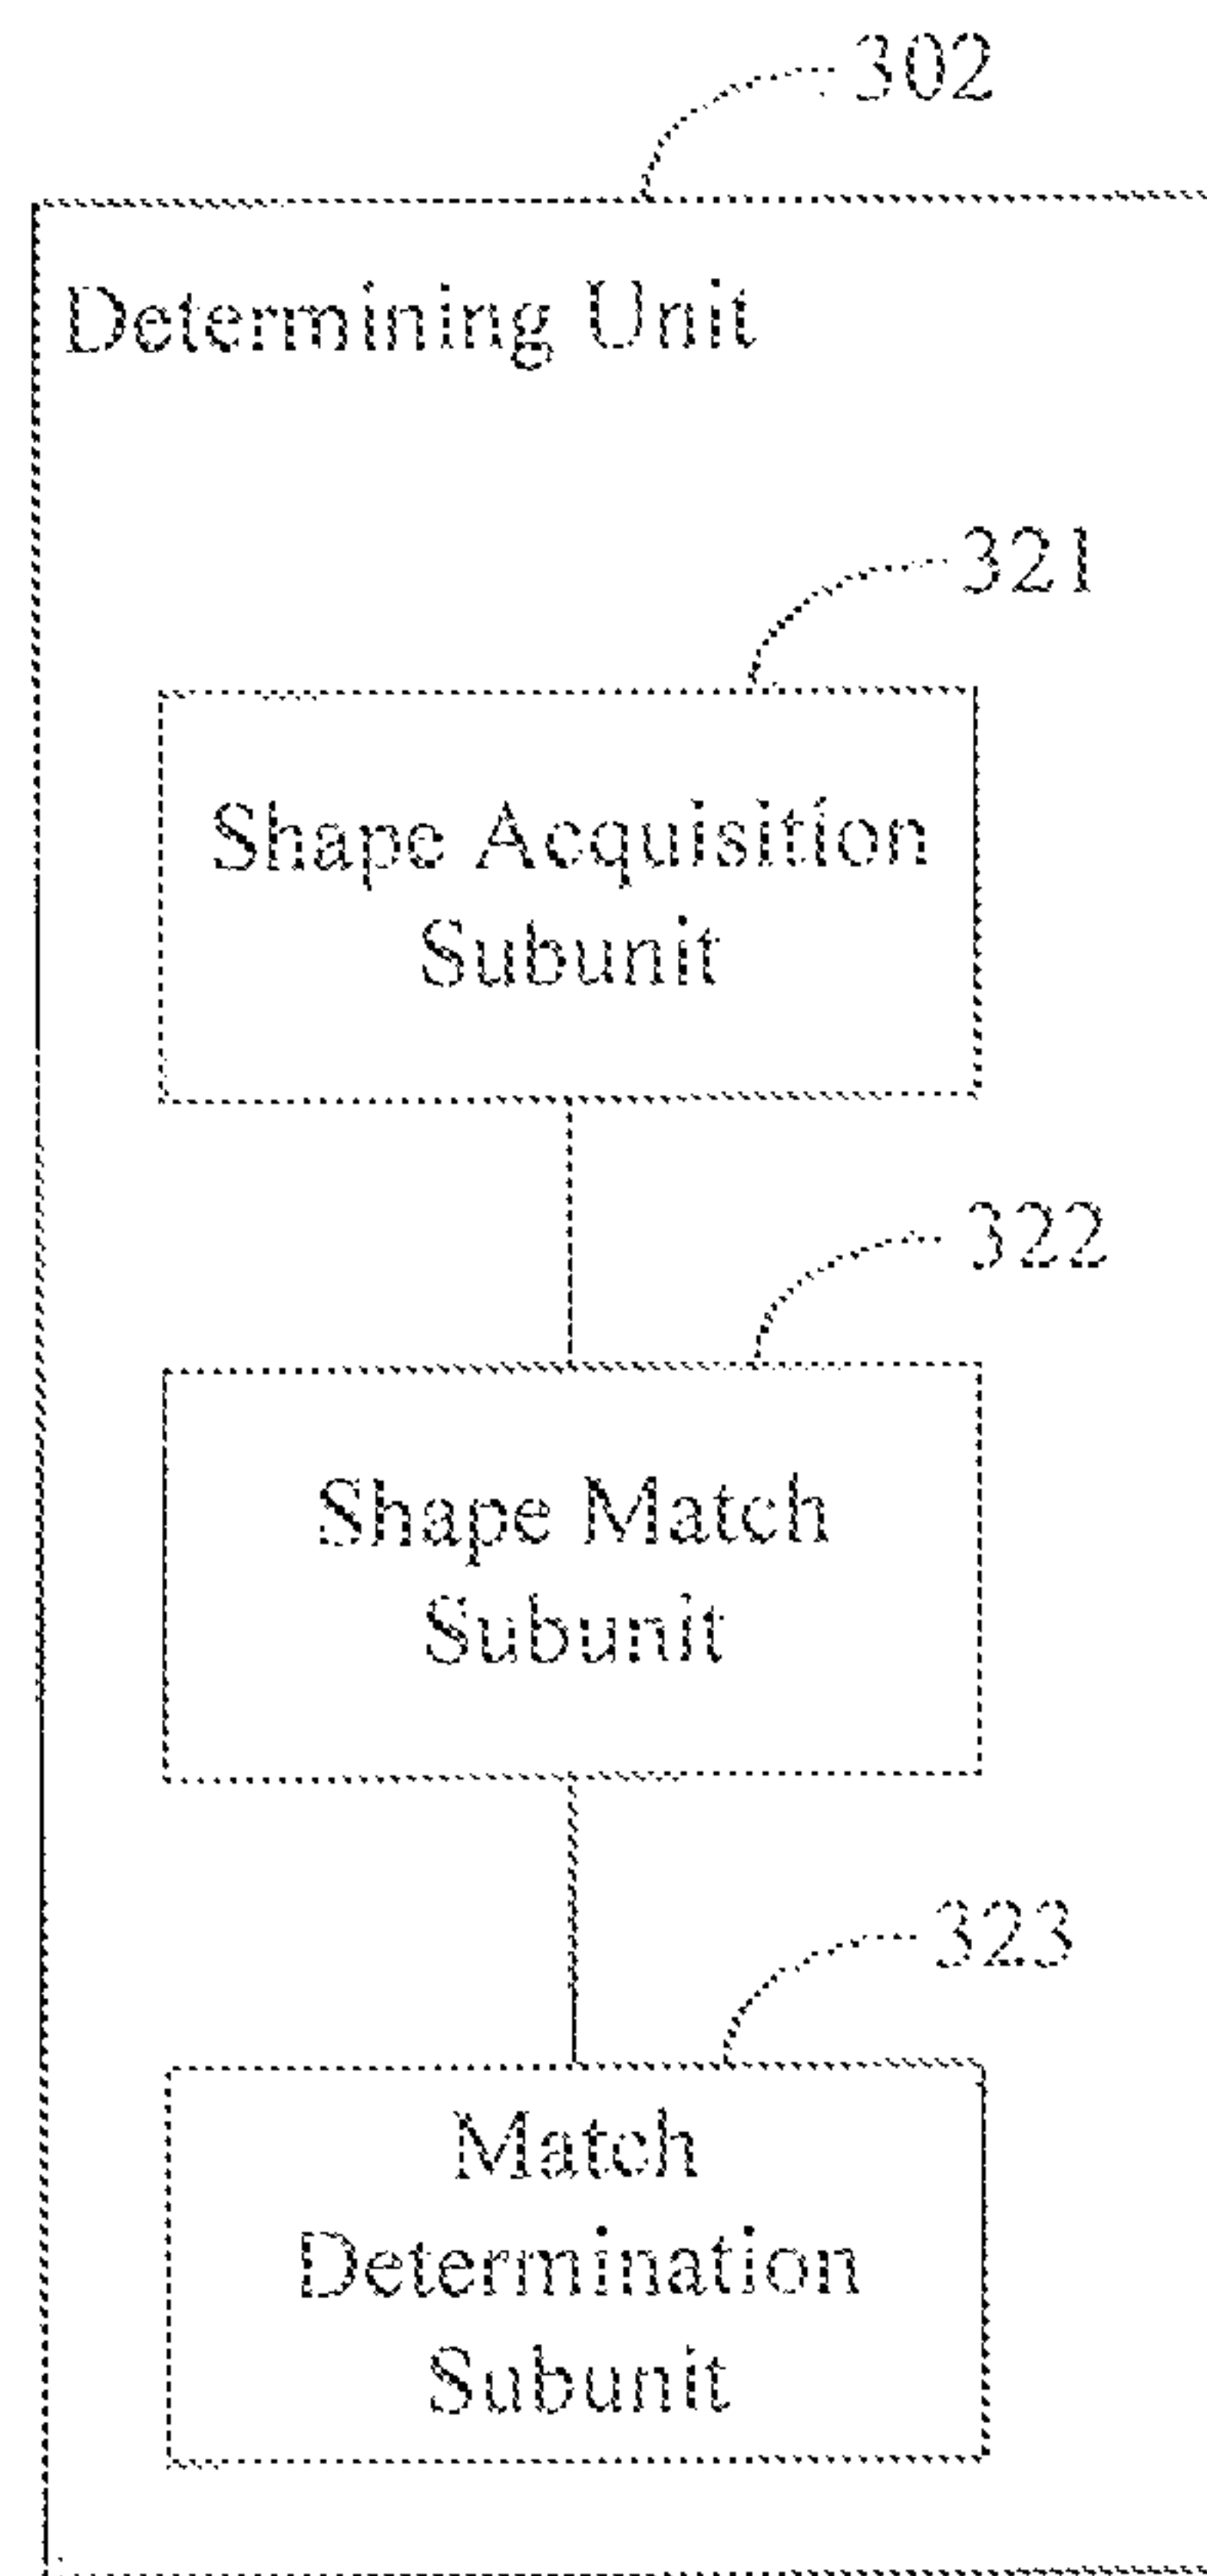 302
Determining Unit
321
Shape Acquisition
Subunit
322
Shape Match
Subunit
323
Match
Determination
Subunit